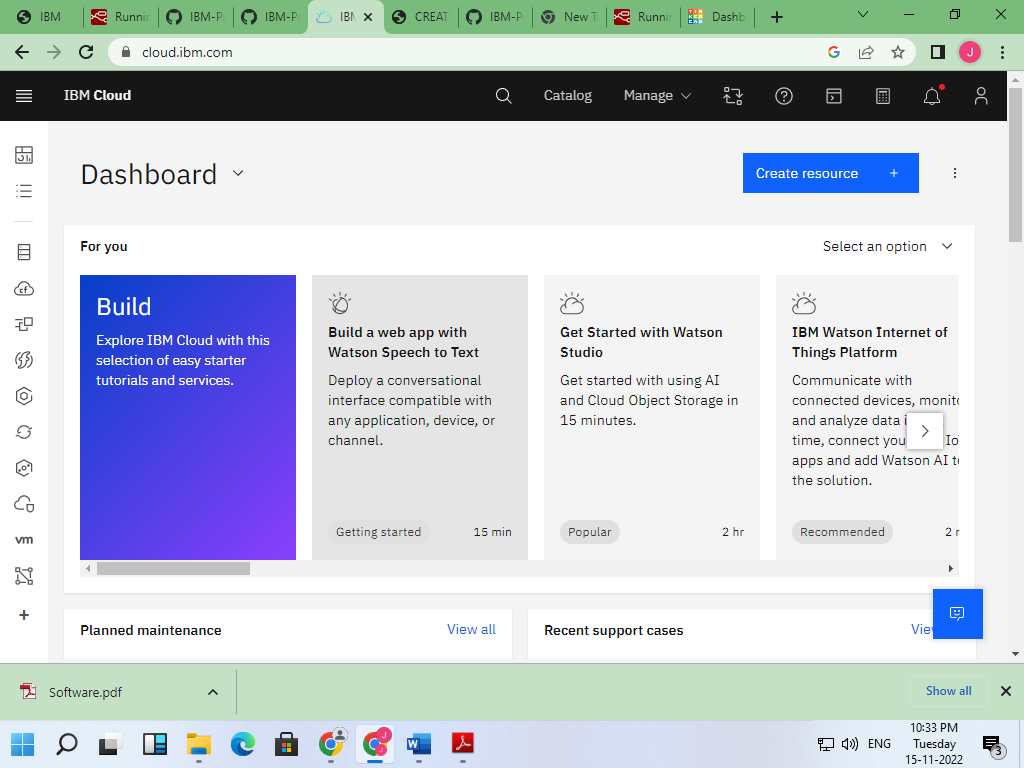 IBM
Runnin
IBM-P
IBM-P
IBM
CREAT
IBM-P
New T
Runnin
Dashb
cloud.ibm.com
J
IBM Cloud
Catalog
Manage
Dashboard
Create resource +
For you
Select an option
Build
Explore IBM Cloud with this
selection of easy starter
tutorials and services.
Build a web app with
Watson Speech to Text
Deploy a conversational
interface compatible with
any application, device, or
channel.
Getting started
15 min
Get Started with Watson
Studio
Get started with using AI
and Cloud Object Storage in
15 minutes.
Popular
2 hr
IBM Watson Internet of
Things Platform
Communicate with
connected devices, monito
and analyze data i
time, connect you Io
apps and add Watson AI to
the solution.
Recommended
2
cf
vm
Planned maintenance
View all
Recent support cases
View
Software.pdf
Show all
ENG
10:33 PM
Tuesday
15-11-2022
3